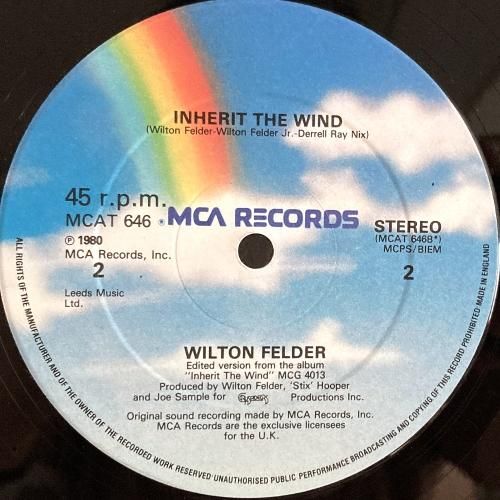 INHERIT THE WIND
(Wilton Felder-Wilton Felder Jr.-Derrell Ray Nix)
45 r.p.m.
MCAT 646
MCA RECORDS
STEREO
(MCAT 646B*)
MCPS/BIEM
℗ 1980
MCA Records, Inc.
2
2
Leeds Music
Ltd.
WILTON FELDER
Edited version from the album
"Inherit The Wind" MCG 4013
Produced by Wilton Felder, 'Stix' Hooper
and Joe Sample for Crusaders Productions Inc.
Original sound recording made by MCA Records, Inc.
MCA Records are the exclusive licensees
for the U.K.
ALL RIGHTS OF THE MANUFACTURER AND OF THE OWNER OF THE RECORDED WORK RESERVED·UNAUTHORISED PUBLIC PERFORMANCE BROADCASTING AND COPYING OF THIS RECORD PROHIBITED·MADE IN ENGLAND